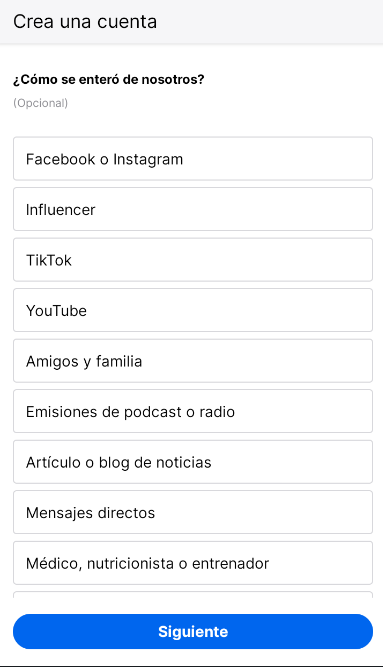 Crea una cuenta
¿Cómo se enteró de nosotros?
(Opcional)
Facebook o Instagram
Influencer
TikTok
YouTube
Amigos y familia
Emisiones de podcast o radio
Artículo o blog de noticias
Mensajes directos
Médico, nutricionista o entrenador
Siguiente